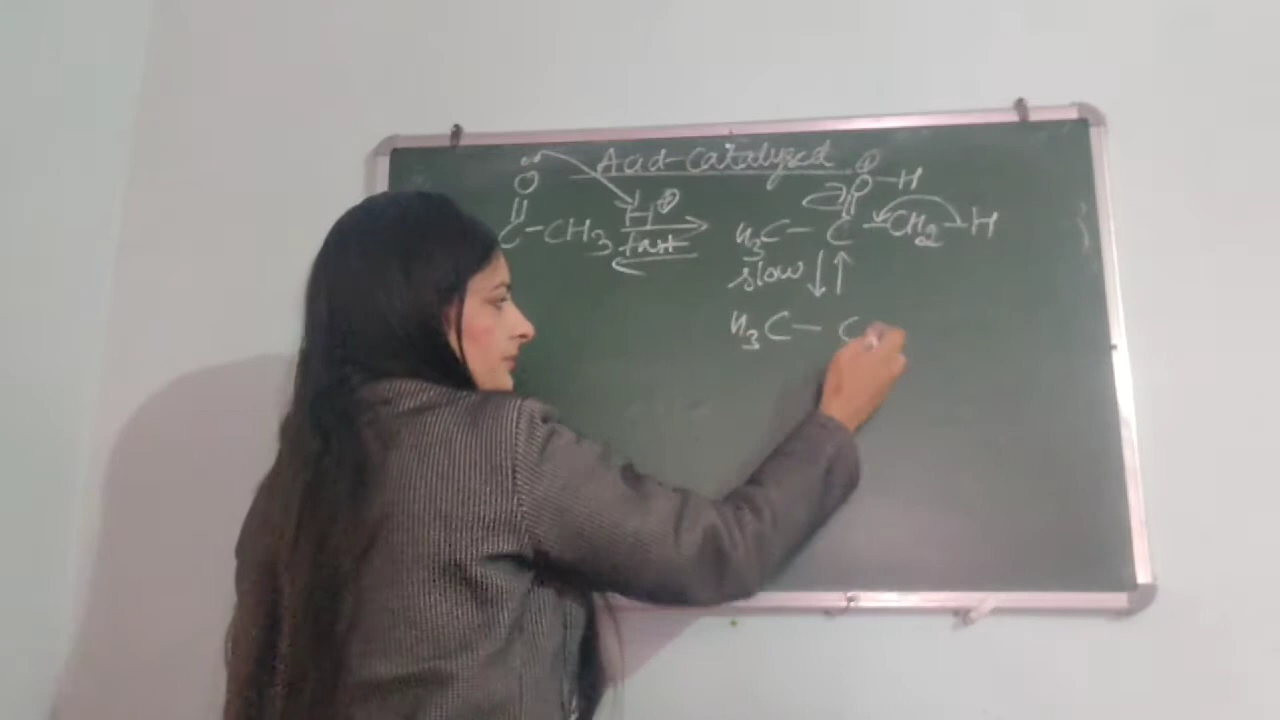 Acid-Catalysed
O
||
C-CH3
H⊕
fast
⊕
O-H
||
H3C-C-CH2-H
slow
H3C-C